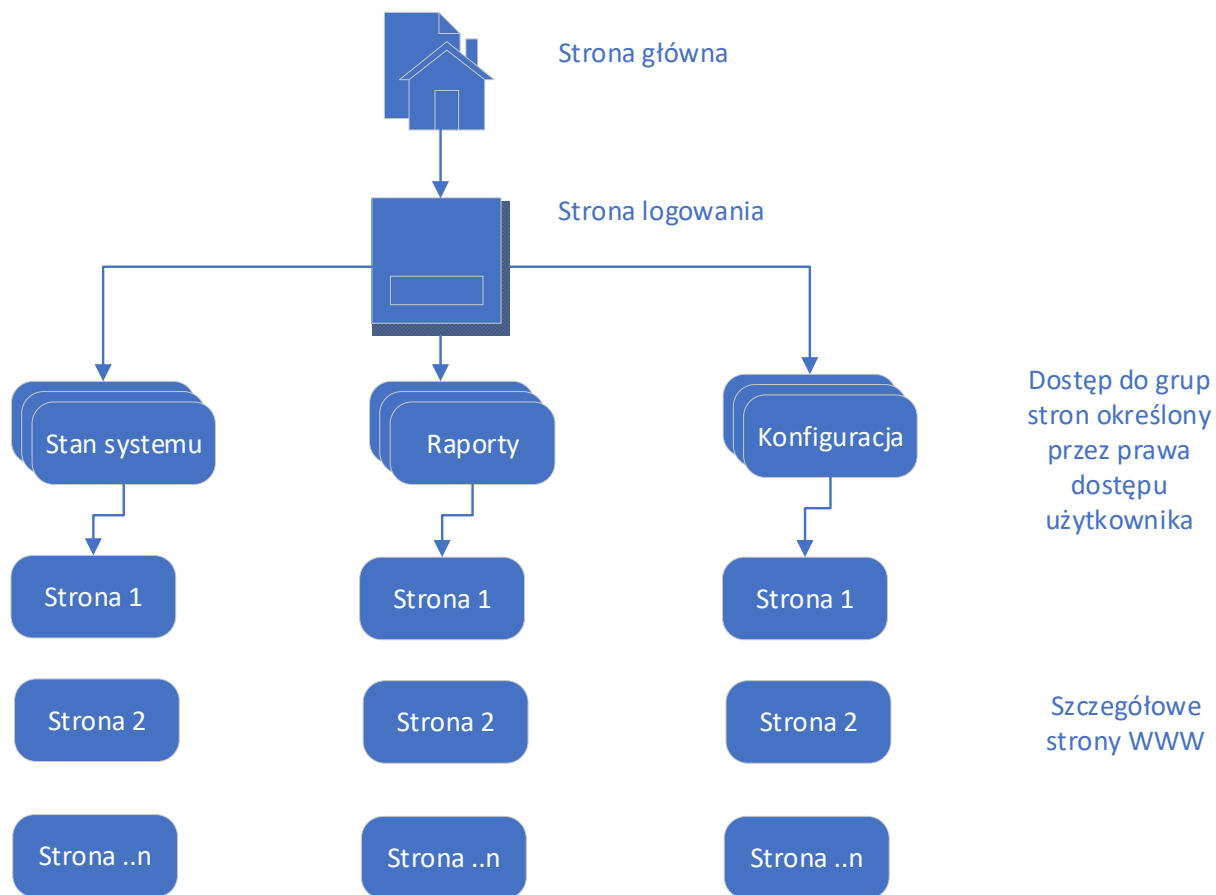 Strona główna
Strona logowania
Stan systemu
Raporty
Konfiguracja
Dostęp do grup
stron określony
przez prawa
dostępu
użytkownika
Strona 1
Strona 1
Strona 1
Strona 2
Strona 2
Strona 2
Szczegółowe
strony WWW
Strona ..n
Strona ..n
Strona ..n